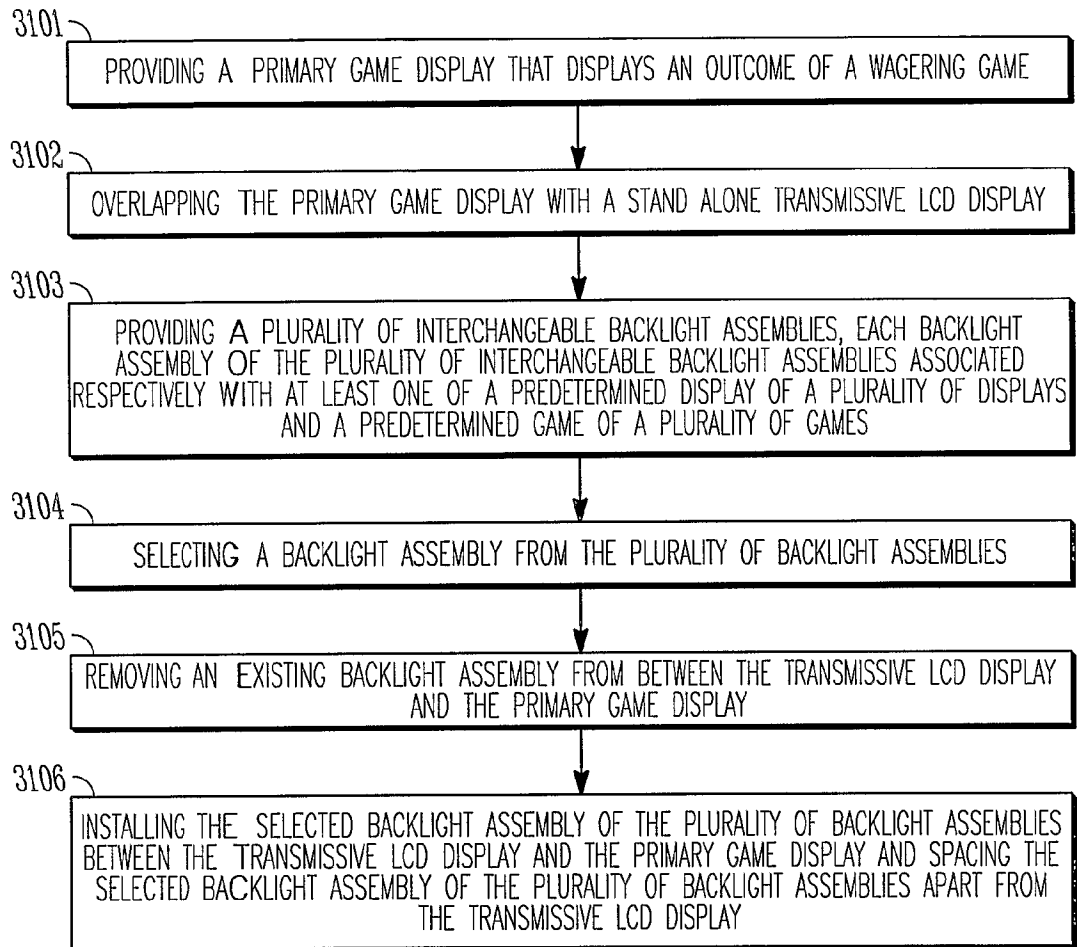 3101
PROVIDING A PRIMARY GAME DISPLAY THAT DISPLAYS AN OUTCOME OF A WAGERING GAME
3102
OVERLAPPING THE PRIMARY GAME DISPLAY WITH A STAND ALONE TRANSMISSIVE LCD DISPLAY
3103
PROVIDING A PLURALITY OF INTERCHANGEABLE BACKLIGHT ASSEMBLIES, EACH BACKLIGHT
ASSEMBLY OF THE PLURALITY OF INTERCHANGEABLE BACKLIGHT ASSEMBLIES ASSOCIATED
RESPECTIVELY WITH AT LEAST ONE OF A PREDETERMINED DISPLAY OF A PLURALITY OF DISPLAYS
AND A PREDETERMINED GAME OF A PLURALITY OF GAMES
3104
SELECTING A BACKLIGHT ASSEMBLY FROM THE PLURALITY OF BACKLIGHT ASSEMBLIES
3105
REMOVING AN EXISTING BACKLIGHT ASSEMBLY FROM BETWEEN THE TRANSMISSIVE LCD DISPLAY
AND THE PRIMARY GAME DISPLAY
3106
INSTALLING THE SELECTED BACKLIGHT ASSEMBLY OF THE PLURALITY OF BACKLIGHT ASSEMBLIES
BETWEEN THE TRANSMISSIVE LCD DISPLAY AND THE PRIMARY GAME DISPLAY AND SPACING THE
SELECTED BACKLIGHT ASSEMBLY OF THE PLURALITY OF BACKLIGHT ASSEMBLIES APART FROM
THE TRANSMISSIVE LCD DISPLAY